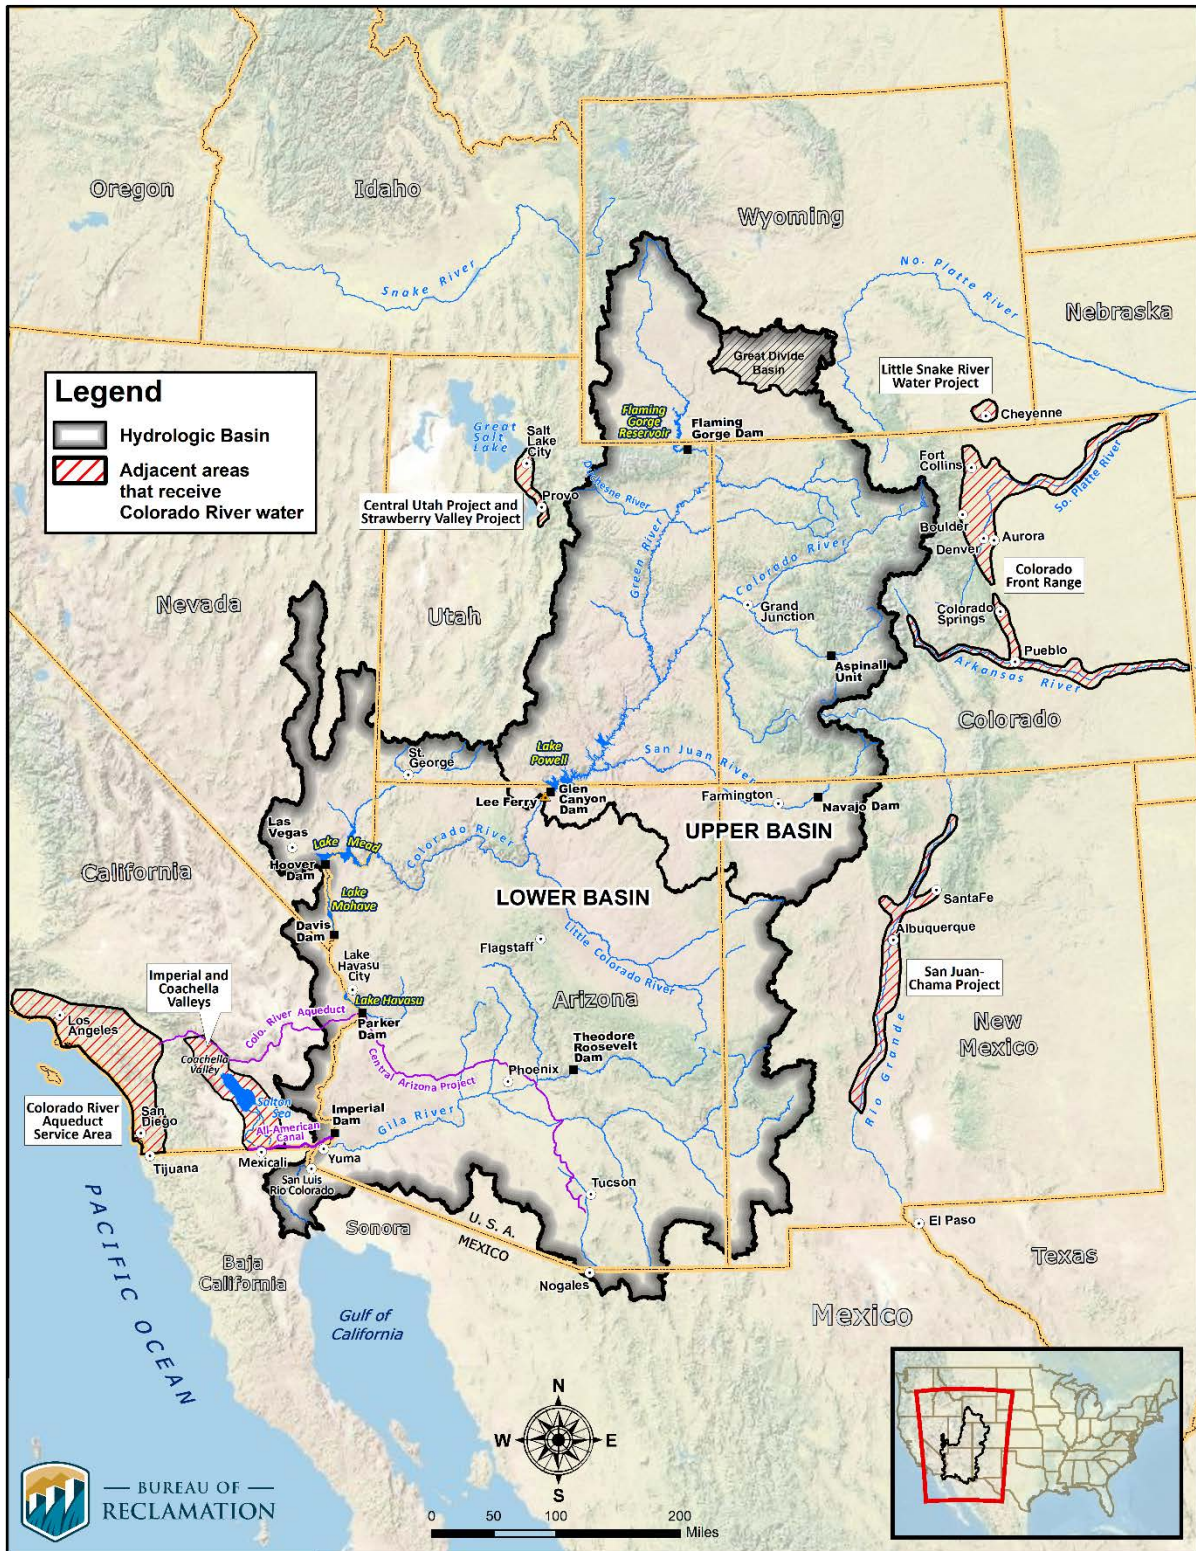 Oregon
Idaho
Wyoming
Snake River
No. Platte River
Nebraska
Great Divide
Basin
Little Snake River
Water Project
Cheyenne
Legend
Hydrologic Basin
Adjacent areas
that receive
Colorado River water
Great
Salt
Lake
Salt
Lake
City
Provo
Central Utah Project and
Strawberry Valley Project
Flaming
Gorge
Reservoir
Flaming
Gorge Dam
Duchesne River
Green River
Colorado River
Grand
Junction
Aspinall
Unit
Fort
Collins
So. Platte River
Boulder
Denver
Aurora
Colorado
Front Range
Colorado
Springs
Pueblo
Arkansas River
Colorado
Nevada
Utah
St.
George
Lake
Powell
San Juan River
Lee Ferry
Glen
Canyon
Dam
Farmington
Navajo Dam
UPPER BASIN
Las
Vegas
Lake Mead
Hoover
Dam
Colorado River
California
Lake
Mohave
LOWER BASIN
Davis
Dam
Flagstaff
Little Colorado River
SantaFe
Albuquerque
San Juan-
Chama Project
Rio Grande
New
Mexico
Lake
Havasu
City
Lake Havasu
Arizona
Imperial and
Coachella
Valleys
Los
Angeles
Colo. River Aqueduct
Parker
Dam
Coachella
Valley
Central Arizona Project
Theodore
Roosevelt
Dam
Phoenix
Colorado River
Aqueduct
Service Area
San
Diego
Salton
Sea
All-American
Canal
Imperial
Dam
Gila River
Tijuana
Mexicali
Yuma
San Luis
Rio Colorado
Tucson
Sonora
U. S. A.
MEXICO
Baja
California
Nogales
El Paso
Texas
Mexico
PACIFIC OCEAN
Gulf of
California
N
W
E
S
BUREAU OF
RECLAMATION
0 50 100 200
Miles